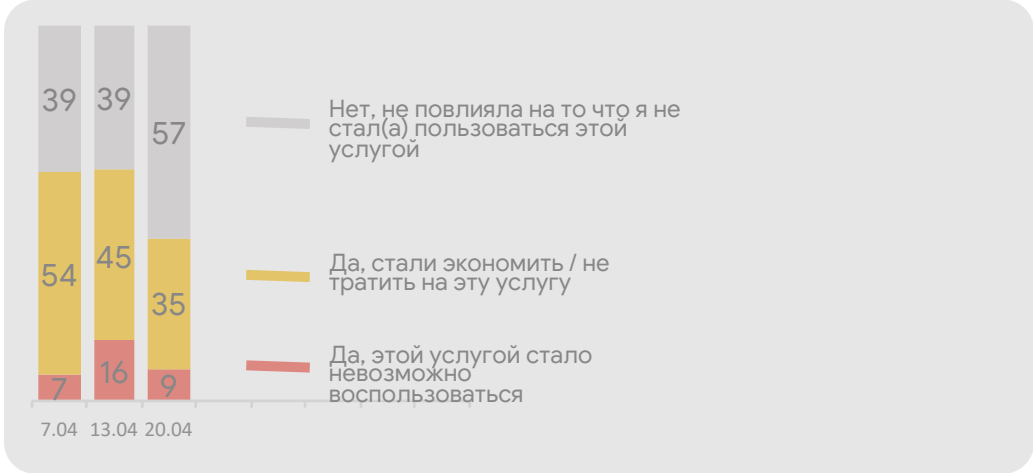 39 39
57
Нет, не повлияла на то что я не
стал(а) пользоваться этой
услугой
54 45
35
Да, стали экономить / не
тратить на эту услугу
7 16 9
Да, этой услугой стало
невозможно
воспользоваться
7.04 13.04 20.04